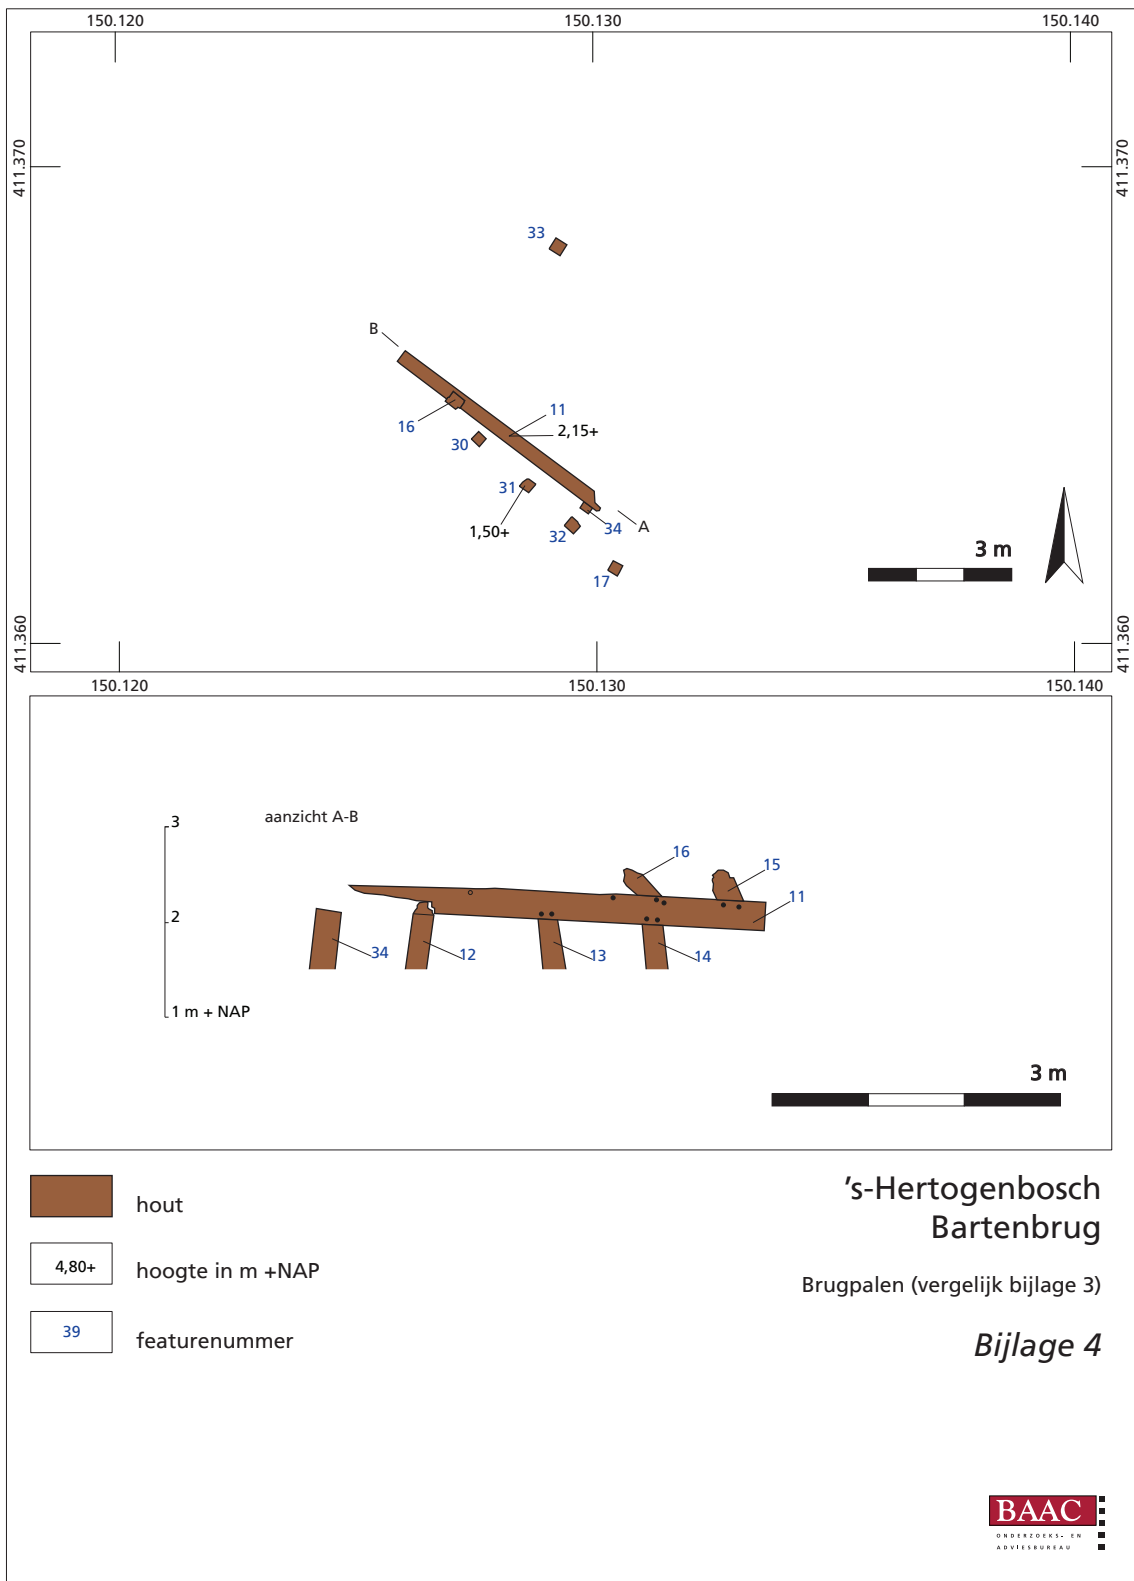 150.120
150.130
150.140
411.370
411.370
33
B
11
16
2,15+
30
31
1,50+
32
34
A
17
3 m
411.360
411.360
150.120
150.130
150.140
3
aanzicht A-B
16
15
11
2
34
12
13
14
1 m + NAP
3 m
hout
4,80+
hoogte in m +NAP
39
featurenummer
's-Hertogenbosch
Bartenbrug
Brugpalen (vergelijk bijlage 3)
Bijlage 4
BAAC
ONDERZOEKS- EN
ADVIESBUREAU